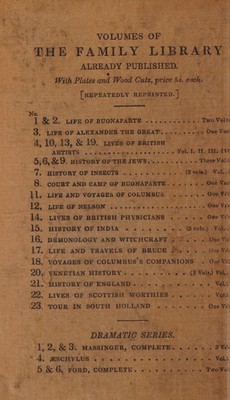 VOLUMES OF
THE FAMILY LIBRARY
ALREADY PUBLISHED.
With Plates and Wood Cuts, price 5s. each.
[REPEATEDLY REPRINTED.]
No.
1 & 2. LIFE OF BUONAPARTE . . . . . . . . . . . Two
3. LIFE OF ALEXANDER THE GREAT . . . . . . . One
4, 10, 13, & 19. LIVES OF BRITISH
ARTISTS . . . . . . . . . . . . . . . . . . Vol. I. II. III.
5, 6, & 9. HISTORY OF THE JEWS . . . . . . . . Three
7. HISTORY OF INSECTS . . . . . . . . (2 vols.) Vol.
8. COURT AND CAMP OF BUONAPARTE . . . . . . One
11. LIFE AND VOYAGES OF COLUMBUS . . . . . . One
12. LIFE OF NELSON . . . . . . . . . . . . . . . One
14. LIVES OF BRITISH PHYSICIANS . . . . . One
15. HISTORY OF INDIA . . . . . . . . . (3 vols.) Vol.
16. DEMONOLOGY AND WITCHCRAFT . . . . One
17. LIFE AND TRAVELS OF BRUCE . . . . . One
18. VOYAGES OF COLUMBUS'S COMPANIONS . . One
20. VENETIAN HISTORY . . . . . . . . . (2 Vols.) Vol.
21. HISTORY OF ENGLAND . . . . . . . . . . . Vol.
22. LIVES OF SCOTTISH WORTHIES . . . . . Vol.
23. TOUR IN SOUTH HOLLAND . . . . . . . One
DRAMATIC SERIES.
1, 2, & 3. MASSINGER, COMPLETE . . . . . 3
4. ÆSCHYLUS . . . . . . . . . . . . . . . . . . Vol.
5 & 6, FORD, COMPLETE . . . . . . . . . . . Two